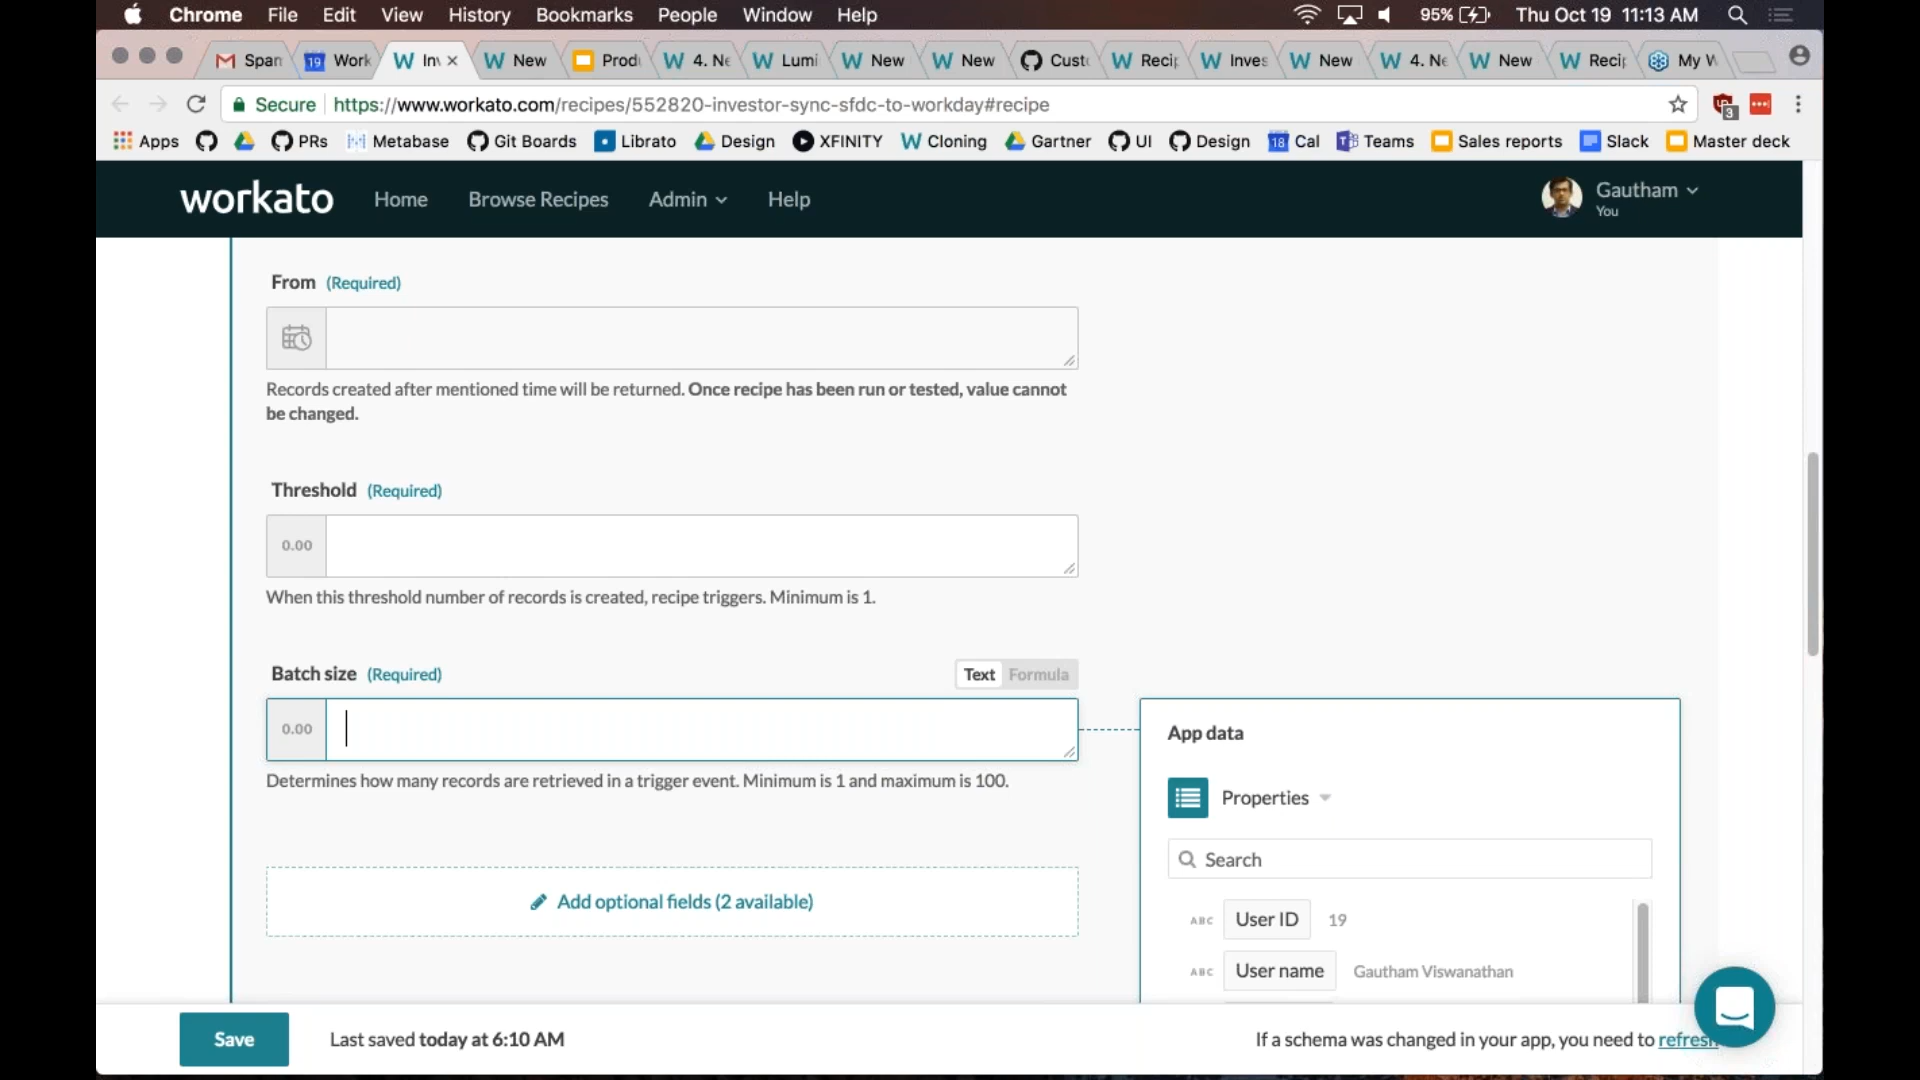 Chrome File Edit View History Bookmarks People Window Help 95% Thu Oct 19 11:13 AM
Span 19 Work Inv New Produ 4. Ne Lumi New New Custo Recip Inves New 4. Ne New Recip My W
Secure https://www.workato.com/recipes/552820-investor-sync-sfdc-to-workday#recipe 3
Apps PRs Metabase Git Boards Librato Design XFINITY Cloning Gartner UI Design 18 Cal Teams Sales reports Slack Master deck
workato Home Browse Recipes Admin Help Gautham
You
From (Required)
Records created after mentioned time will be returned. Once recipe has been run or tested, value cannot
be changed.
Threshold (Required)
0.00
When this threshold number of records is created, recipe triggers. Minimum is 1.
Batch size (Required) Text Formula
0.00
Determines how many records are retrieved in a trigger event. Minimum is 1 and maximum is 100.
Add optional fields (2 available)
App data
Properties
Search
ABC User ID 19
ABC User name Gautham Viswanathan
Save Last saved today at 6:10 AM If a schema was changed in your app, you need to refresh